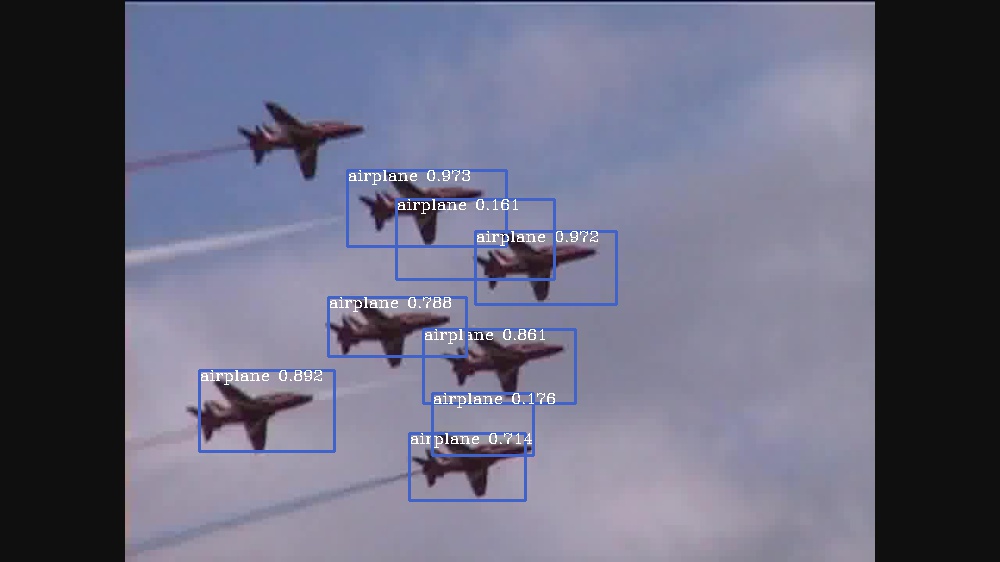 airplane 0.973
airplane 0.161
airplane 0.972
airplane 0.788
airplane 0.861
airplane 0.892
airplane 0.176
airplane 0.714